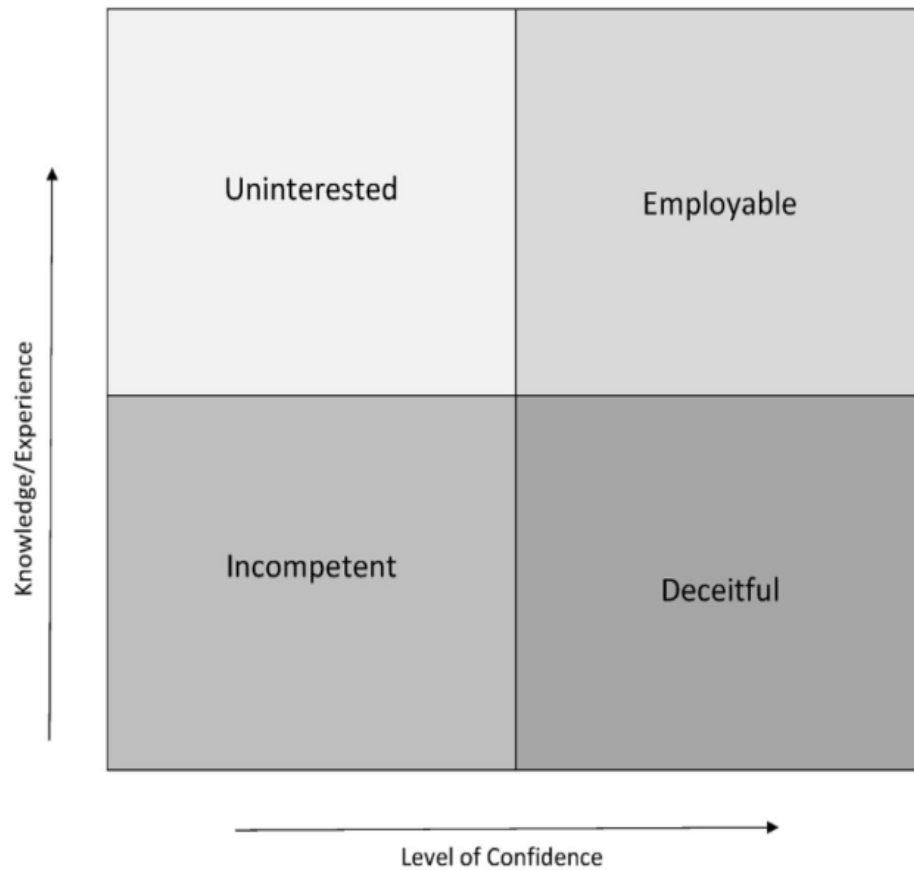 Uninterested
Employable
Knowledge/Experience
Incompetent
Deceitful
Level of Confidence